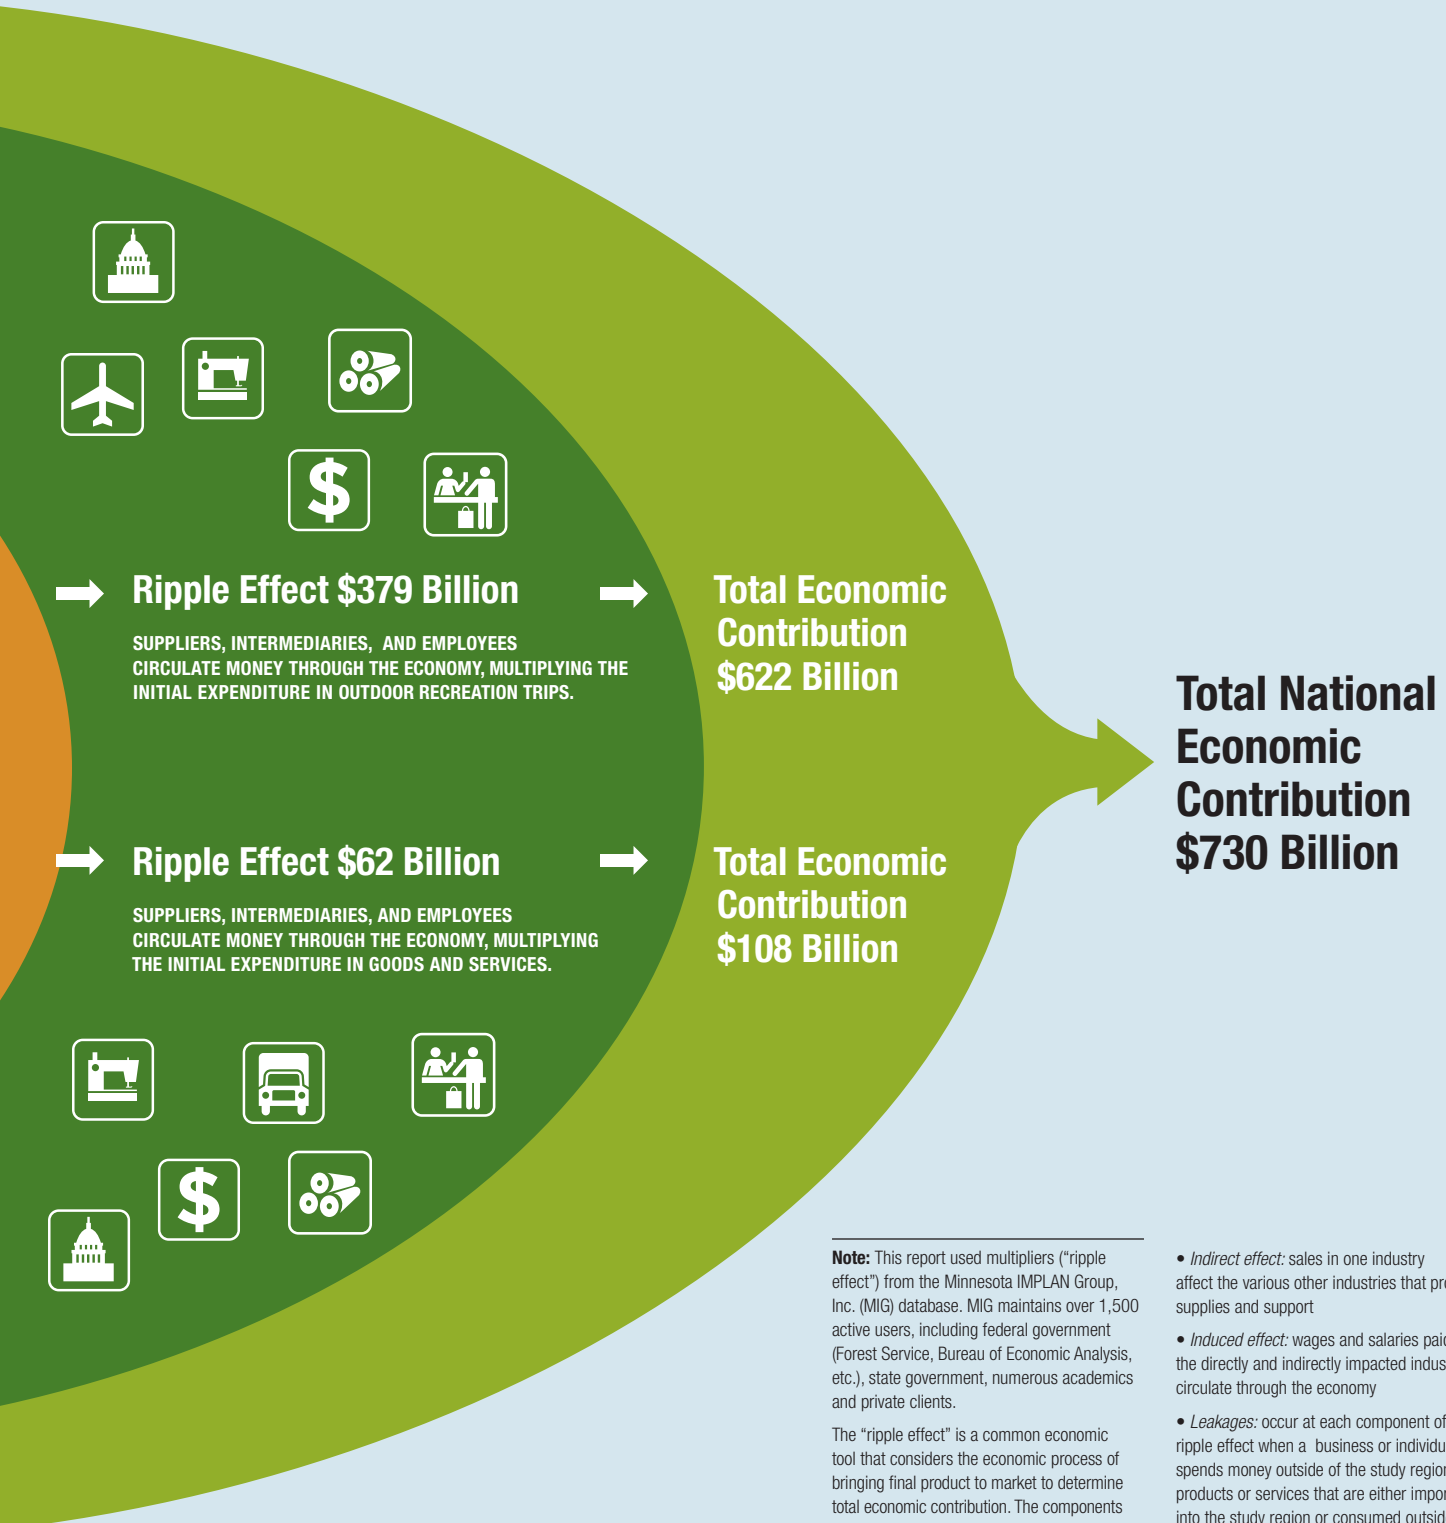 Ripple Effect $379 Billion
SUPPLIERS, INTERMEDIARIES, AND EMPLOYEES
CIRCULATE MONEY THROUGH THE ECONOMY, MULTIPLYING THE
INITIAL EXPENDITURE IN OUTDOOR RECREATION TRIPS.
Total Economic
Contribution
$622 Billion
Ripple Effect $62 Billion
SUPPLIERS, INTERMEDIARIES, AND EMPLOYEES
CIRCULATE MONEY THROUGH THE ECONOMY, MULTIPLYING
THE INITIAL EXPENDITURE IN GOODS AND SERVICES.
Total Economic
Contribution
$108 Billion
Total National
Economic
Contribution
$730 Billion
Note: This report used multipliers (“ripple
effect”) from the Minnesota IMPLAN Group,
Inc. (MIG) database. MIG maintains over 1,500
active users, including federal government
(Forest Service, Bureau of Economic Analysis,
etc.), state government, numerous academics
and private clients.
The “ripple effect” is a common economic
tool that considers the economic process of
bringing final product to market to determine
total economic contribution. The components
• Indirect effect: sales in one industry
affect the various other industries that
supplies and support
• Induced effect: wages and salaries
the directly and indirectly impacted
circulate through the economy
• Leakages: occur at each component of
ripple effect when a business or
spends money outside of the study
products or services that are either
into the study region or consumed